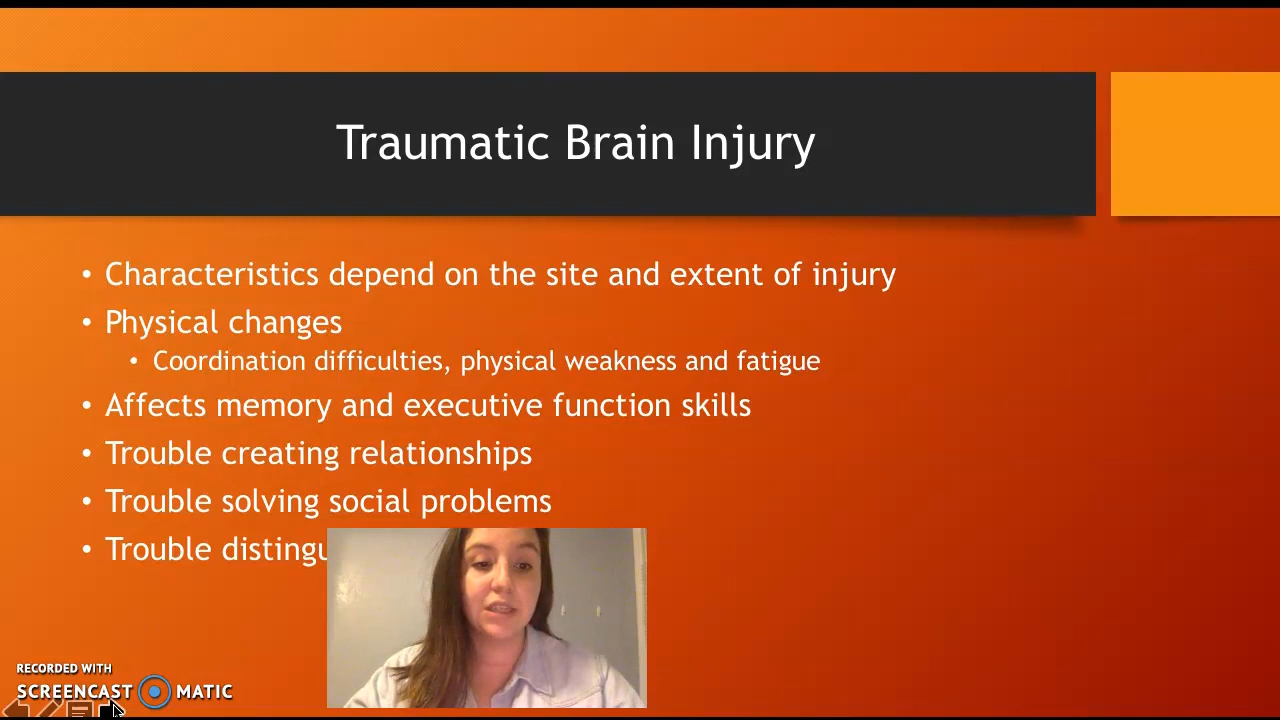 Traumatic Brain Injury
• Characteristics depend on the site and extent of injury
• Physical changes
• Coordination difficulties, physical weakness and fatigue
• Affects memory and executive function skills
• Trouble creating relationships
• Trouble solving social problems
• Trouble
RECORDED WITH
SCREENCAST MATIC